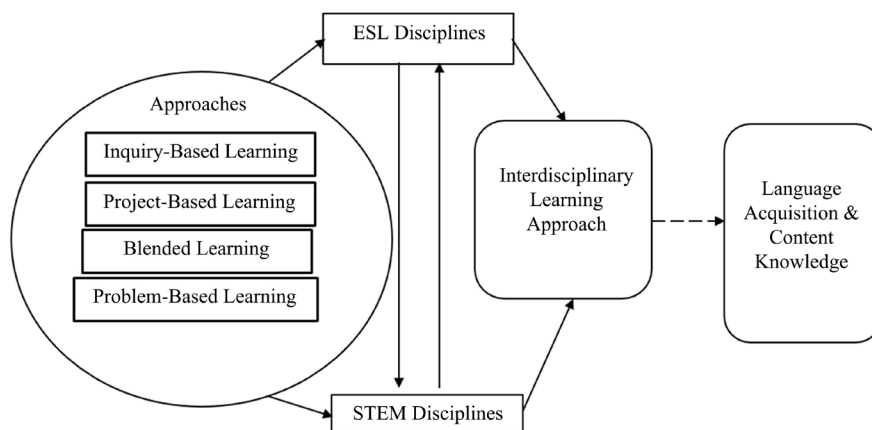 ESL Disciplines
Approaches
Inquiry-Based Learning
Project-Based Learning
Blended Learning
Problem-Based Learning
Interdisciplinary
Learning
Approach
Language
Acquisition &
Content
Knowledge
STEM Disciplines